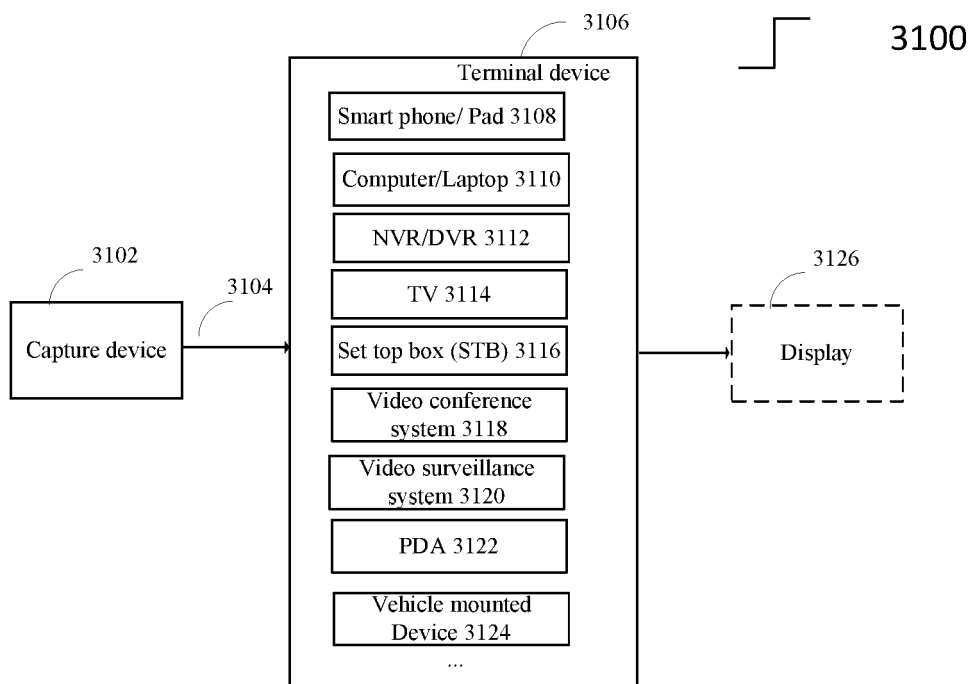 3106
3100
Terminal device
Smart phone/ Pad 3108
Computer/Laptop 3110
NVR/DVR 3112
3102
3104
TV 3114
3126
Capture device
Set top box (STB) 3116
Display
Video conference
system 3118
Video surveillance
system 3120
PDA 3122
Vehicle mounted
Device 3124
...